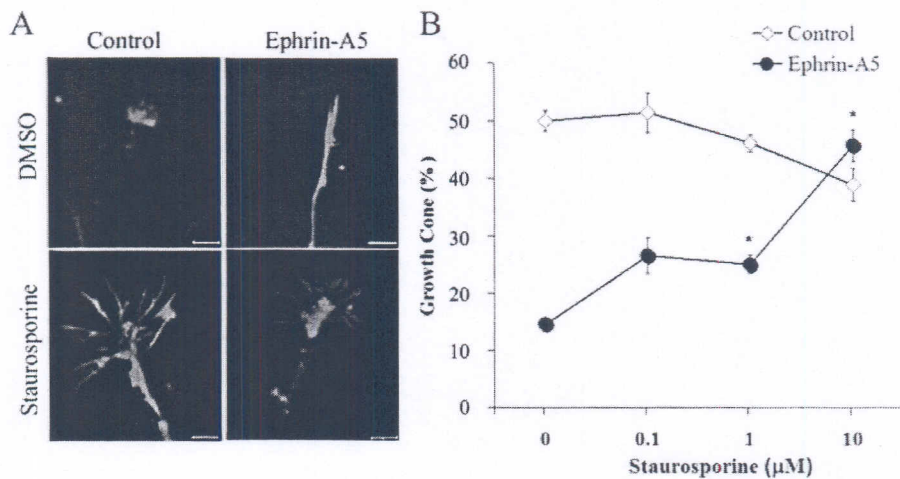 A
Control
Ephrin-A5
DMSO
Staurosporine
B
Control
Ephrin-A5
60
50
40
30
20
10
0
Growth Cone (%)
*
*
0 0.1 1 10
Staurosporine (μM)